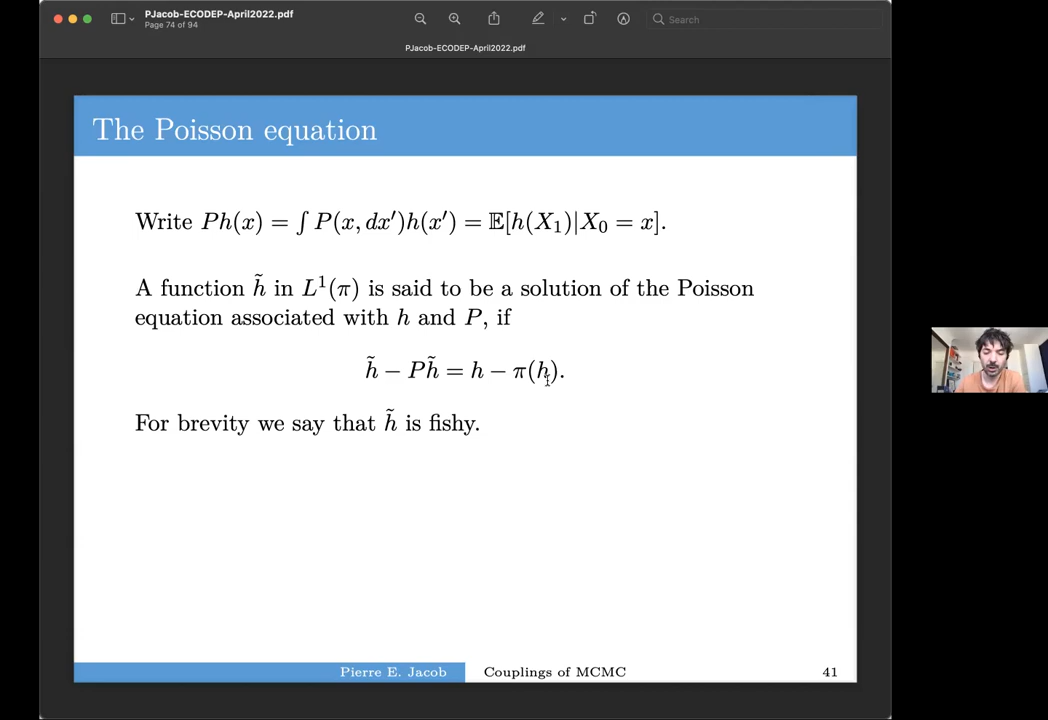 PJacob-ECODEP-April2022.pdf
Page 74 of 94
Search
PJacob-ECODEP-April2022.pdf
The Poisson equation
Write Ph(x) = ∫ P(x, dx′)h(x′) = 𝔼[h(X₁)|X₀ = x].
A function h̃ in L¹(π) is said to be a solution of the Poisson
equation associated with h and P, if
h̃ − Ph̃ = h − π(h).
For brevity we say that h̃ is fishy.
Pierre E. Jacob Couplings of MCMC 41